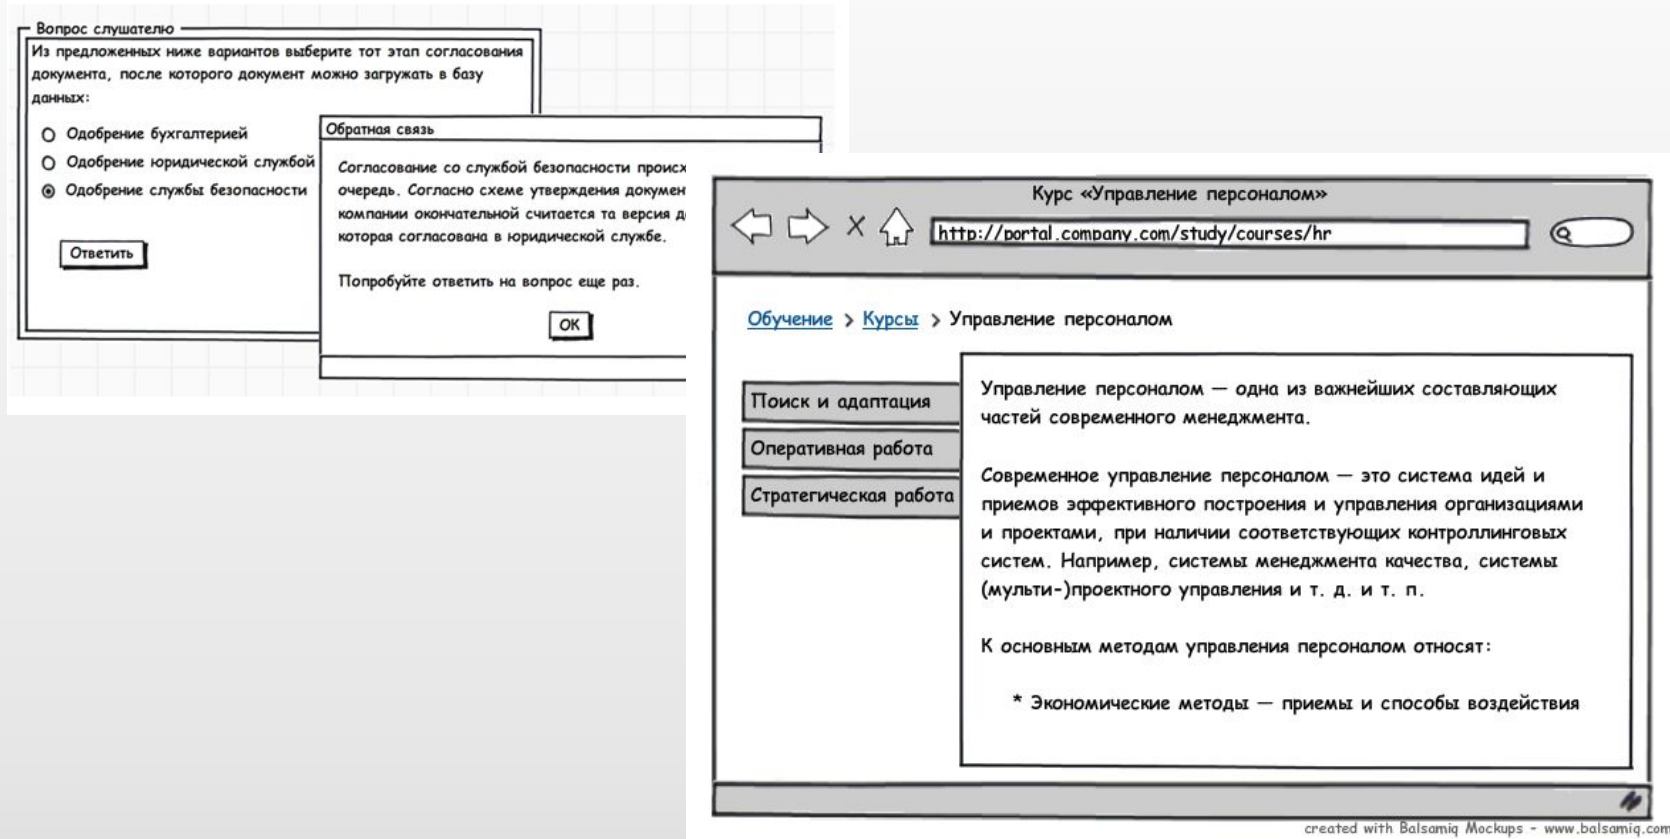 Вопрос слушателю
Из предложенных ниже вариантов выберите тот этап согласования
документа, после которого документ можно загружать в базу
данных:
Одобрение бухгалтерией
Одобрение юридической службой
Одобрение службы безопасности
Ответить
Обратная связь
Согласование со службой безопасности
очередь. Согласно схеме утверждения
компании окончательной считается та версия
которая согласована в юридической службе.
Попробуйте ответить на вопрос еще раз.
OK
Курс «Управление персоналом»
http://portal.company.com/study/courses/hr
Обучение > Курсы > Управление персоналом
Поиск и адаптация
Оперативная работа
Стратегическая работа
Управление персоналом — одна из важнейших составляющих
частей современного менеджмента.
Современное управление персоналом — это система идей и
приемов эффективного построения и управления организациями
и проектами, при наличии соответствующих контроллинговых
систем. Например, системы менеджмента качества, системы
(мульти-)проектного управления и т. д. и т. п.
К основным методам управления персоналом относят:
* Экономические методы — приемы и способы воздействия
created with Balsamiq Mockups - www.balsamiq.com